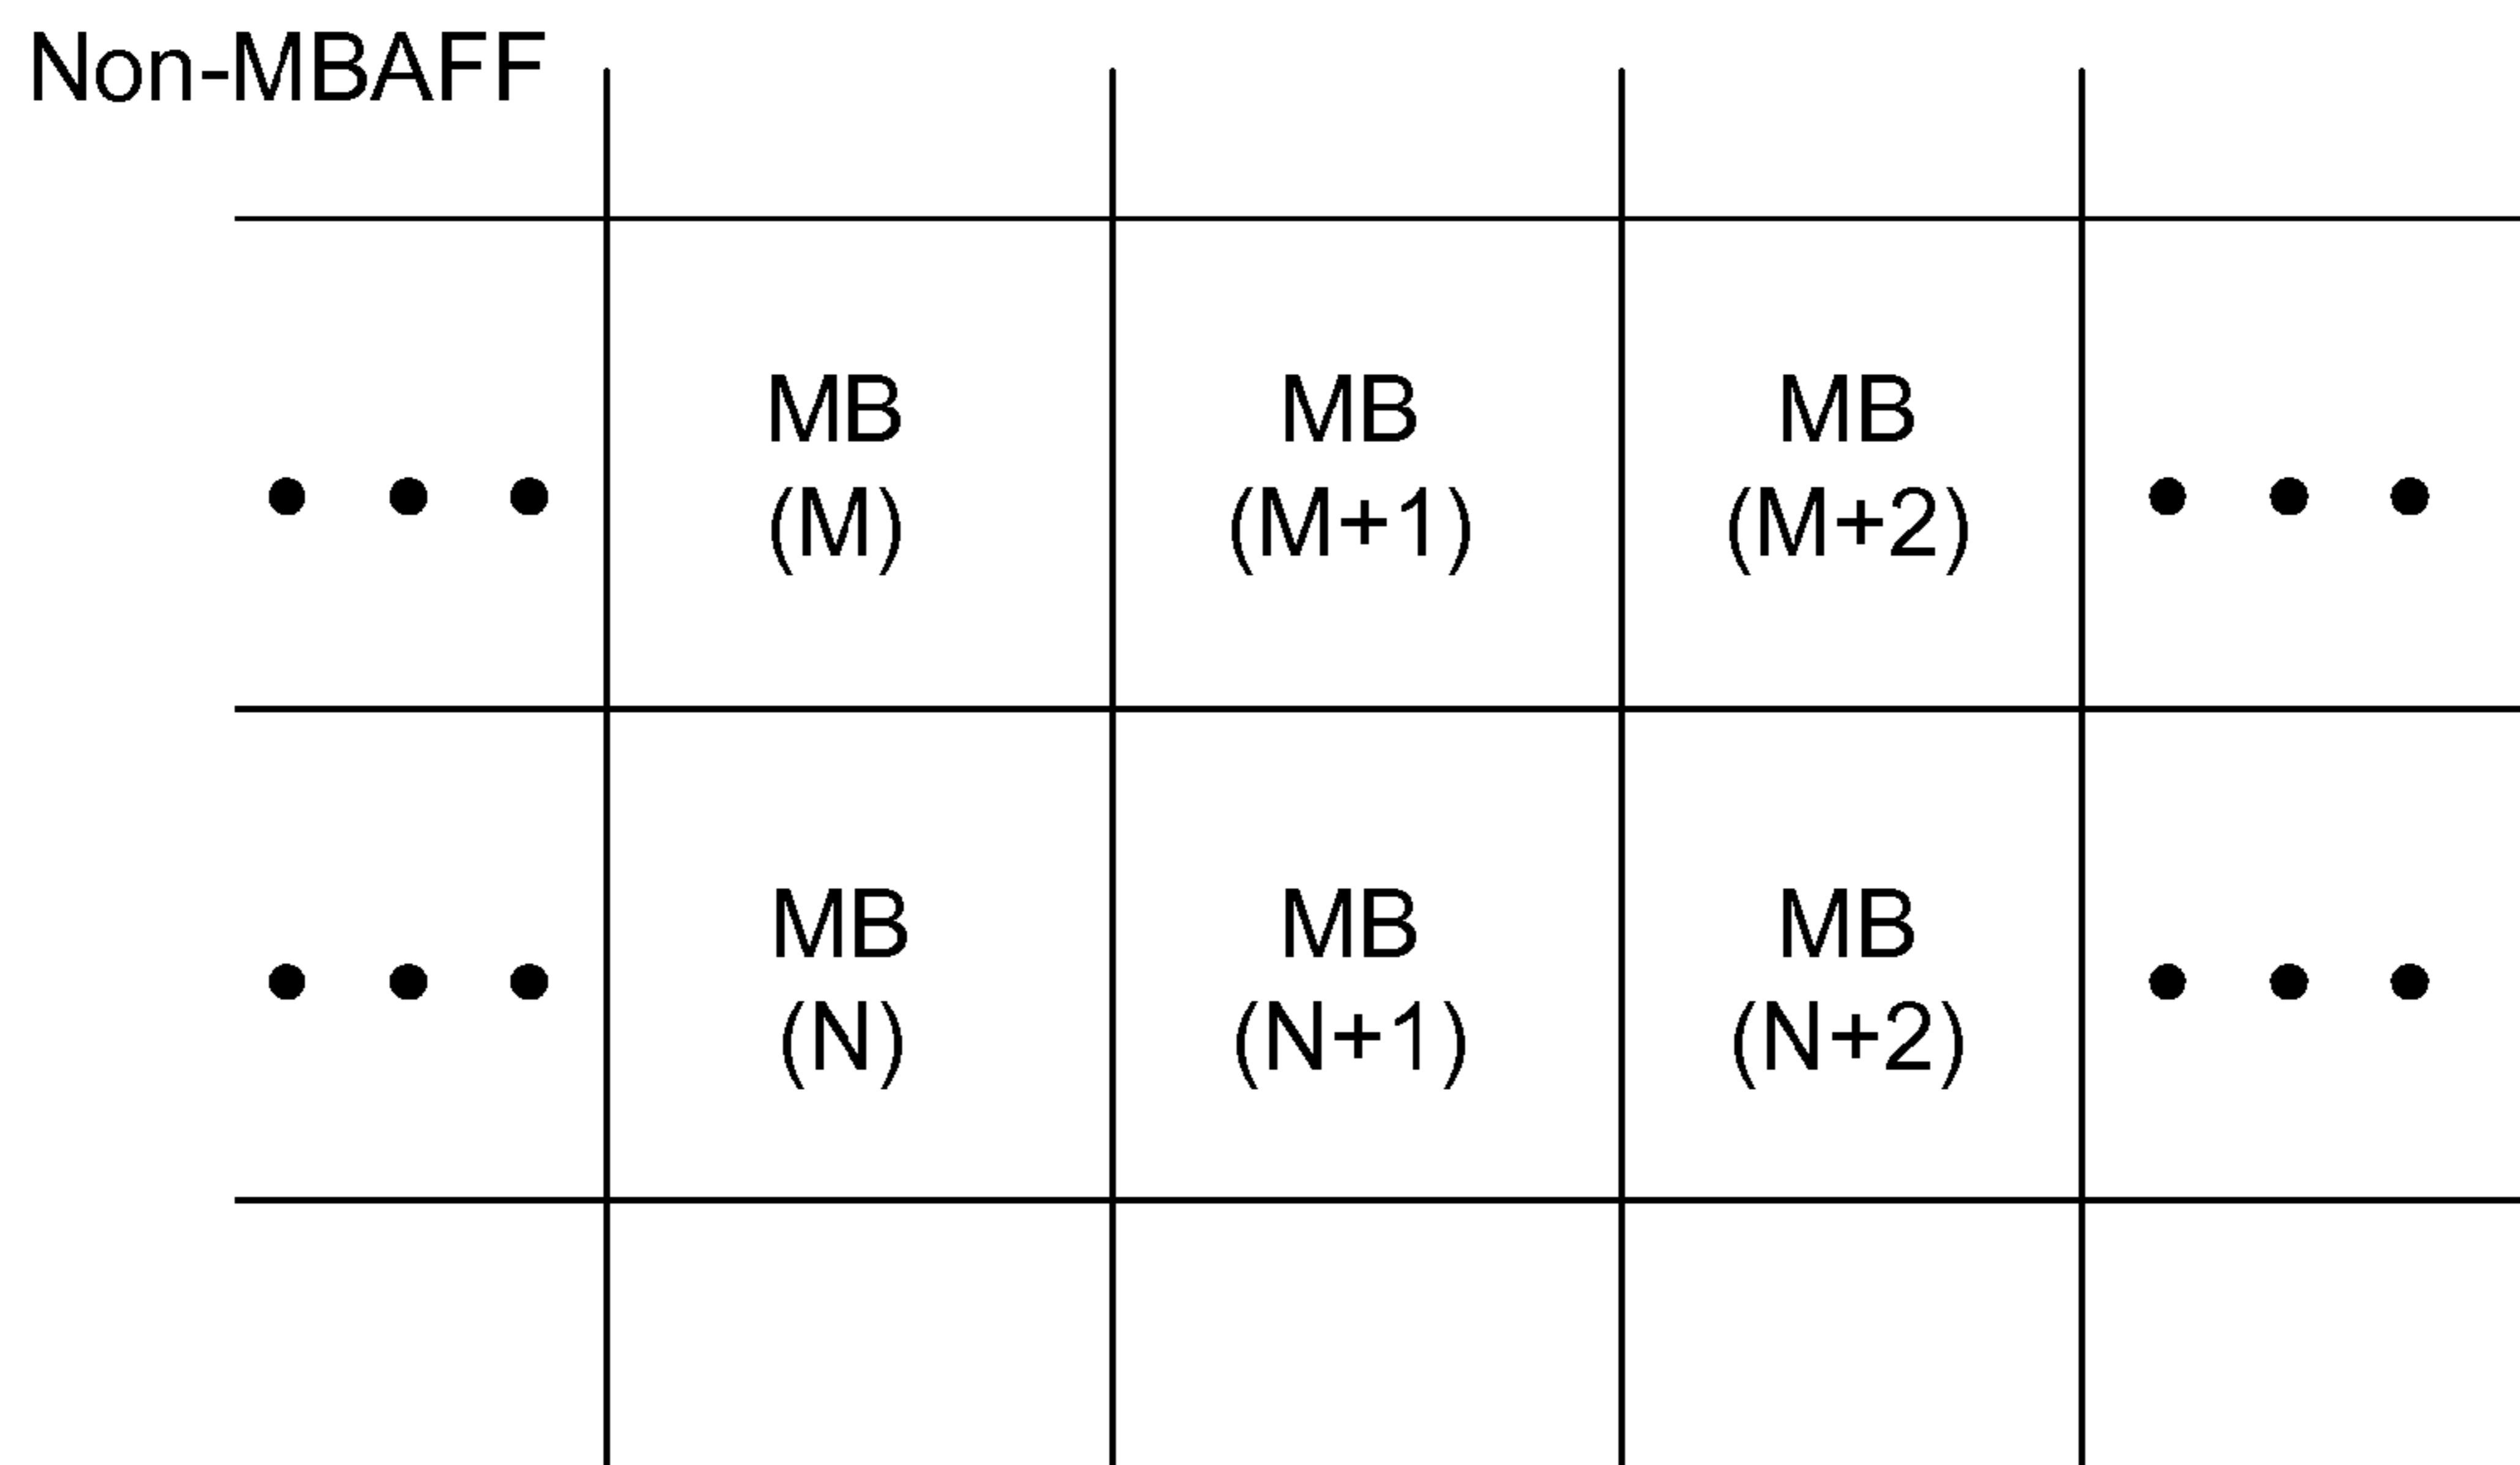 Non-MBAFF
MB MB MB
(M) (M+1) (M+2)
MB MB MB
(N) (N+1) (N+2)